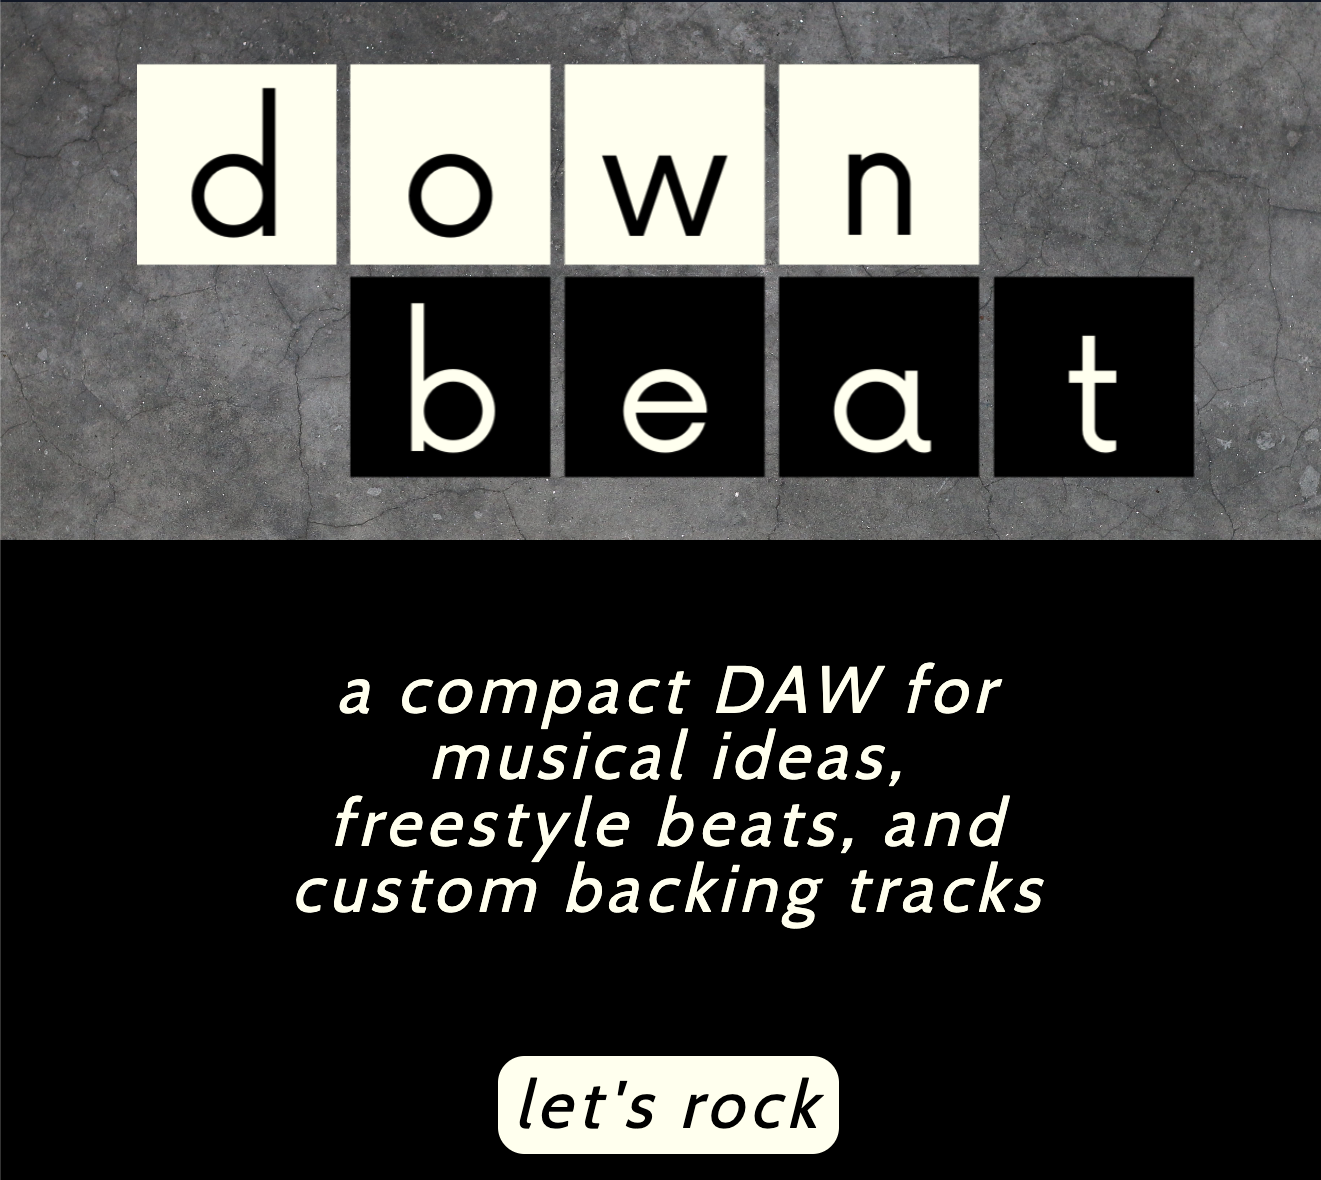 down
beat
a compact DAW for
musical ideas,
freestyle beats, and
custom backing tracks
let's rock